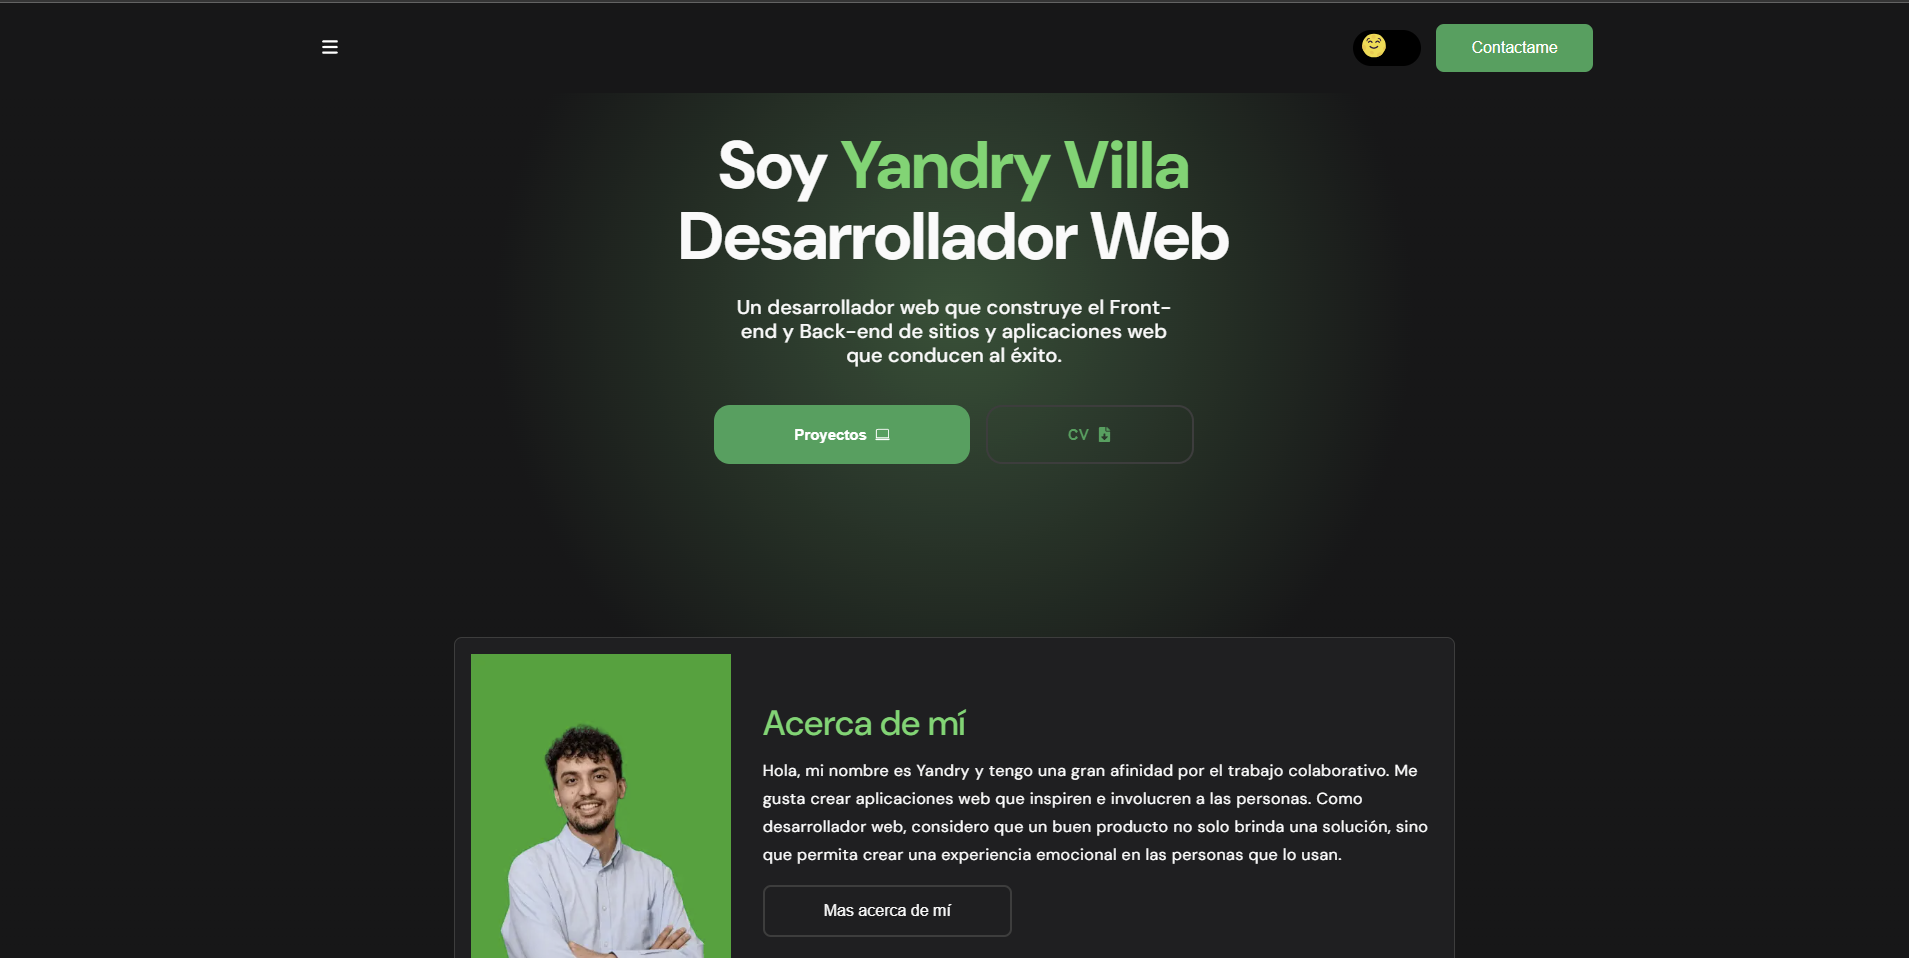 Contactame
Soy Yandry Villa
Desarrollador Web
Un desarrollador web que construye el Front-
end y Back-end de sitios y aplicaciones web
que conducen al éxito.
Proyectos
CV
Acerca de mí
Hola, mi nombre es Yandry y tengo una gran afinidad por el trabajo colaborativo. Me
gusta crear aplicaciones web que inspiren e involucren a las personas. Como
desarrollador web, considero que un buen producto no solo brinda una solución, sino
que permita crear una experiencia emocional en las personas que lo usan.
Mas acerca de mí